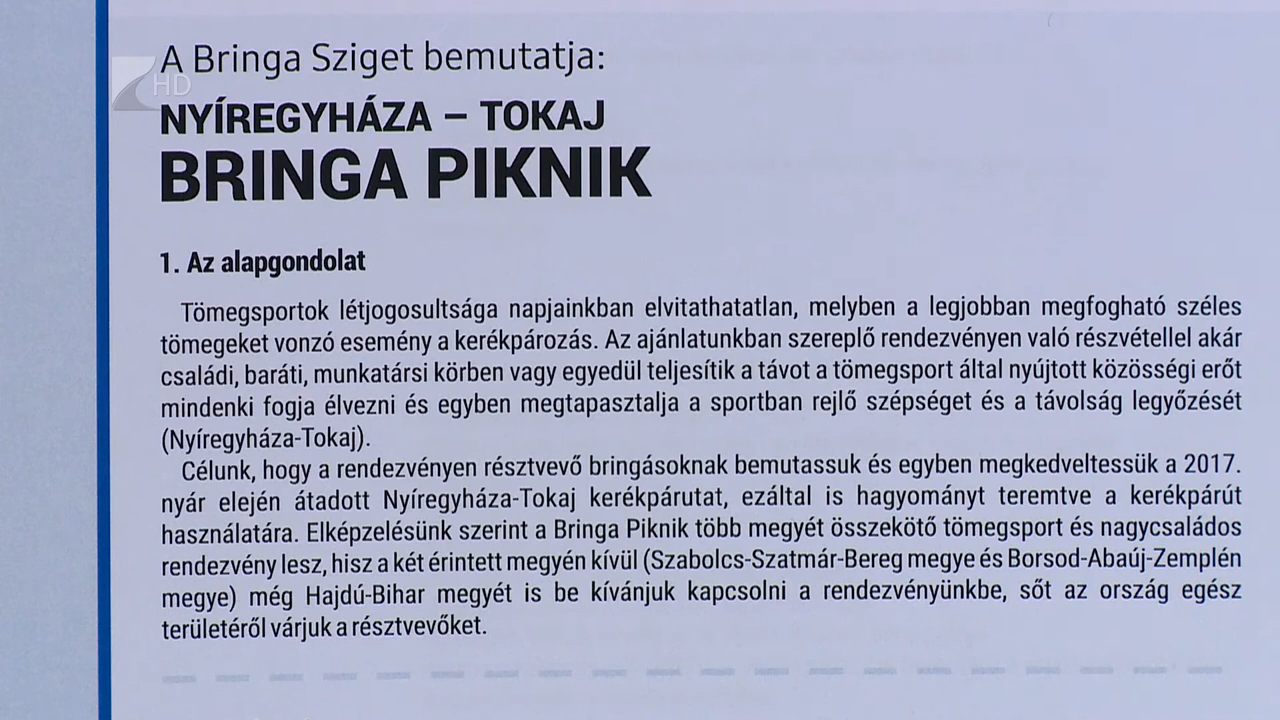 A Bringa Sziget bemutatja:
HD
NYÍREGYHÁZA – TOKAJ
BRINGA PIKNIK
1. Az alapgondolat
Tömegsportok létjogosultsága napjainkban elvitathatatlan, melyben a legjobban megfogható széles
tömegeket vonzó esemény a kerékpározás. Az ajánlatunkban szereplő rendezvényen való részvétellel akár
családi, baráti, munkatársi körben vagy egyedül teljesítik a távot a tömegsport által nyújtott közösségi erőt
mindenki fogja élvezni és egyben megtapasztalja a sportban rejlő szépséget és a távolság legyőzését
(Nyíregyháza-Tokaj).
Célunk, hogy a rendezvényen résztvevő bringásoknak bemutassuk és egyben megkedveltessük a 2017.
nyár elején átadott Nyíregyháza-Tokaj kerékpárutat, ezáltal is hagyományt teremtve a kerékpárút
használatára. Elképzelésünk szerint a Bringa Piknik több megyét összekötő tömegsport és nagycsaládos
rendezvény lesz, hisz a két érintett megyén kívül (Szabolcs-Szatmár-Bereg megye és Borsod-Abaúj-Zemplén
megye) még Hajdú-Bihar megyét is be kívánjuk kapcsolni a rendezvényünkbe, sőt az ország egész
területéről várjuk a résztvevőket.